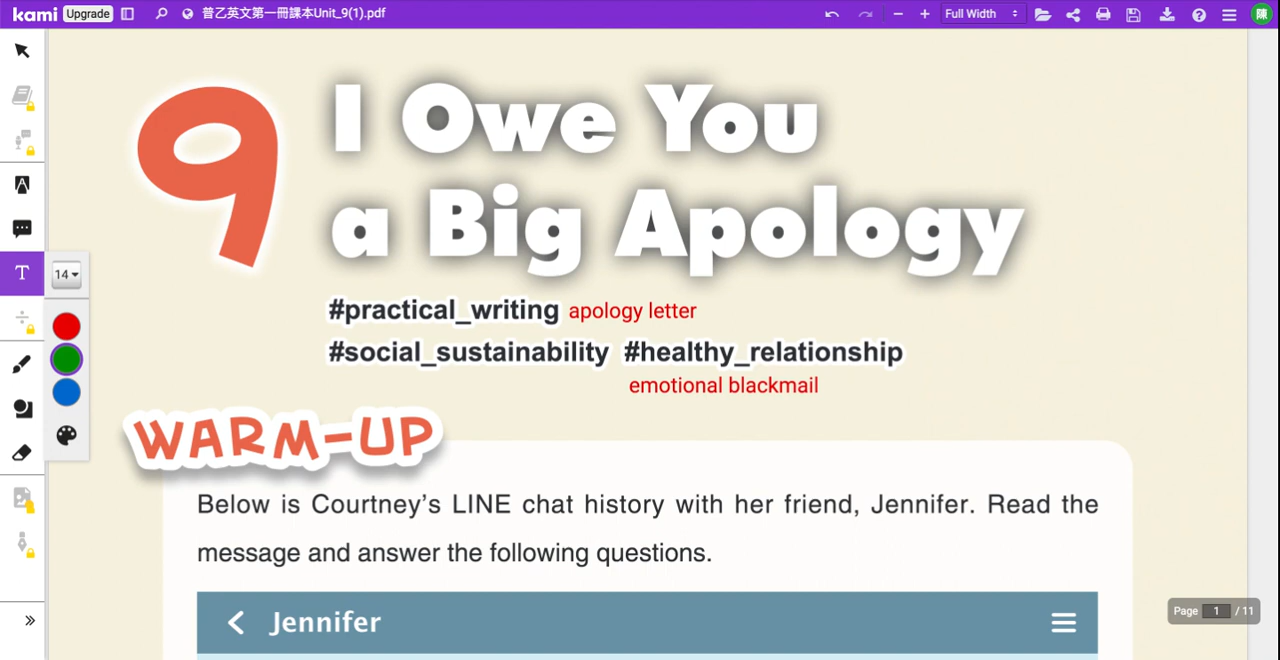 kami Upgrade 普乙英文第一冊課本Unit_9(1).pdf Full Width 陳
9 I Owe You
a Big Apology
#practical_writing apology letter
#social_sustainability #healthy_relationship
emotional blackmail
14
T
WARM-UP
Below is Courtney's LINE chat history with her friend, Jennifer. Read the
message and answer the following questions.
Jennifer
Page 1 / 11